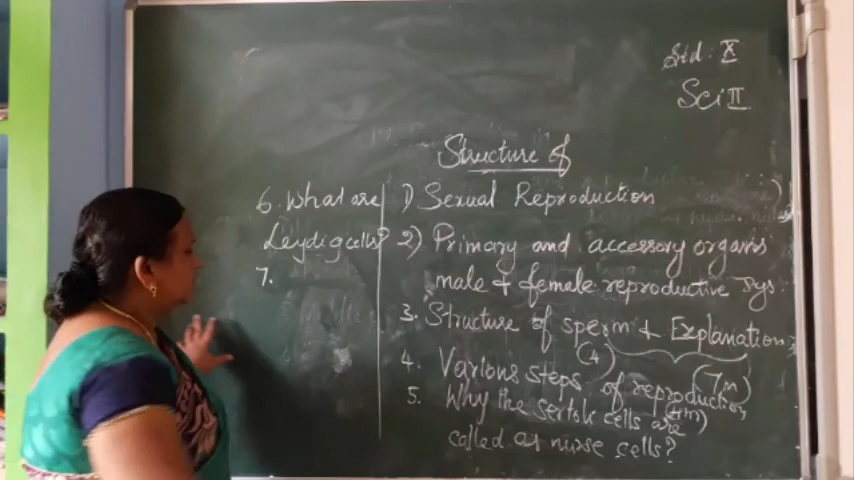 Std: X
Sci II
Structure of
1) Sexual Reproduction
2) Primary and accessory organs
male & female reproductive sys
3. Structure of sperm & Explanation
(4)
4. Various steps of reproduction
(7m)
5. Why the Sertoli cells are
called as nurse cells?
6. What are
Leydig cells?
7.